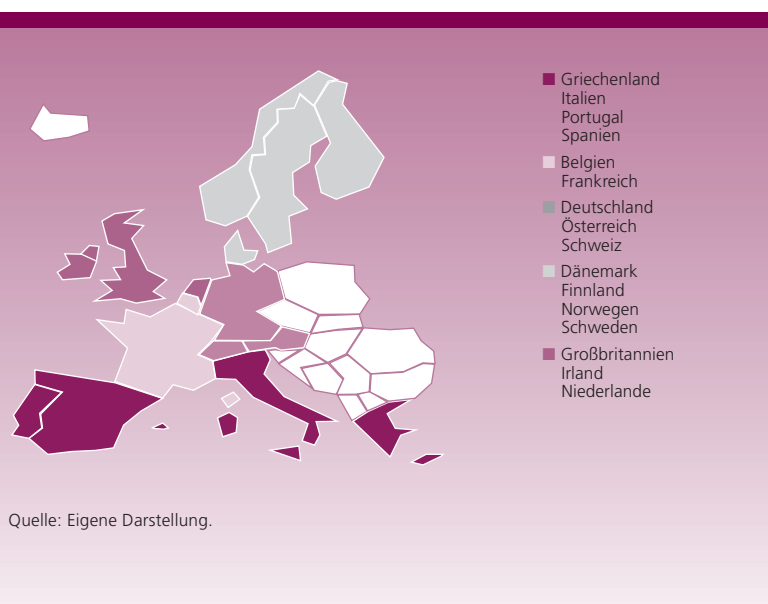 Griechenland
Italien
Portugal
Spanien
Belgien
Frankreich
Deutschland
Österreich
Schweiz
Dänemark
Finnland
Norwegen
Schweden
Großbritannien
Irland
Niederlande
Quelle: Eigene Darstellung.